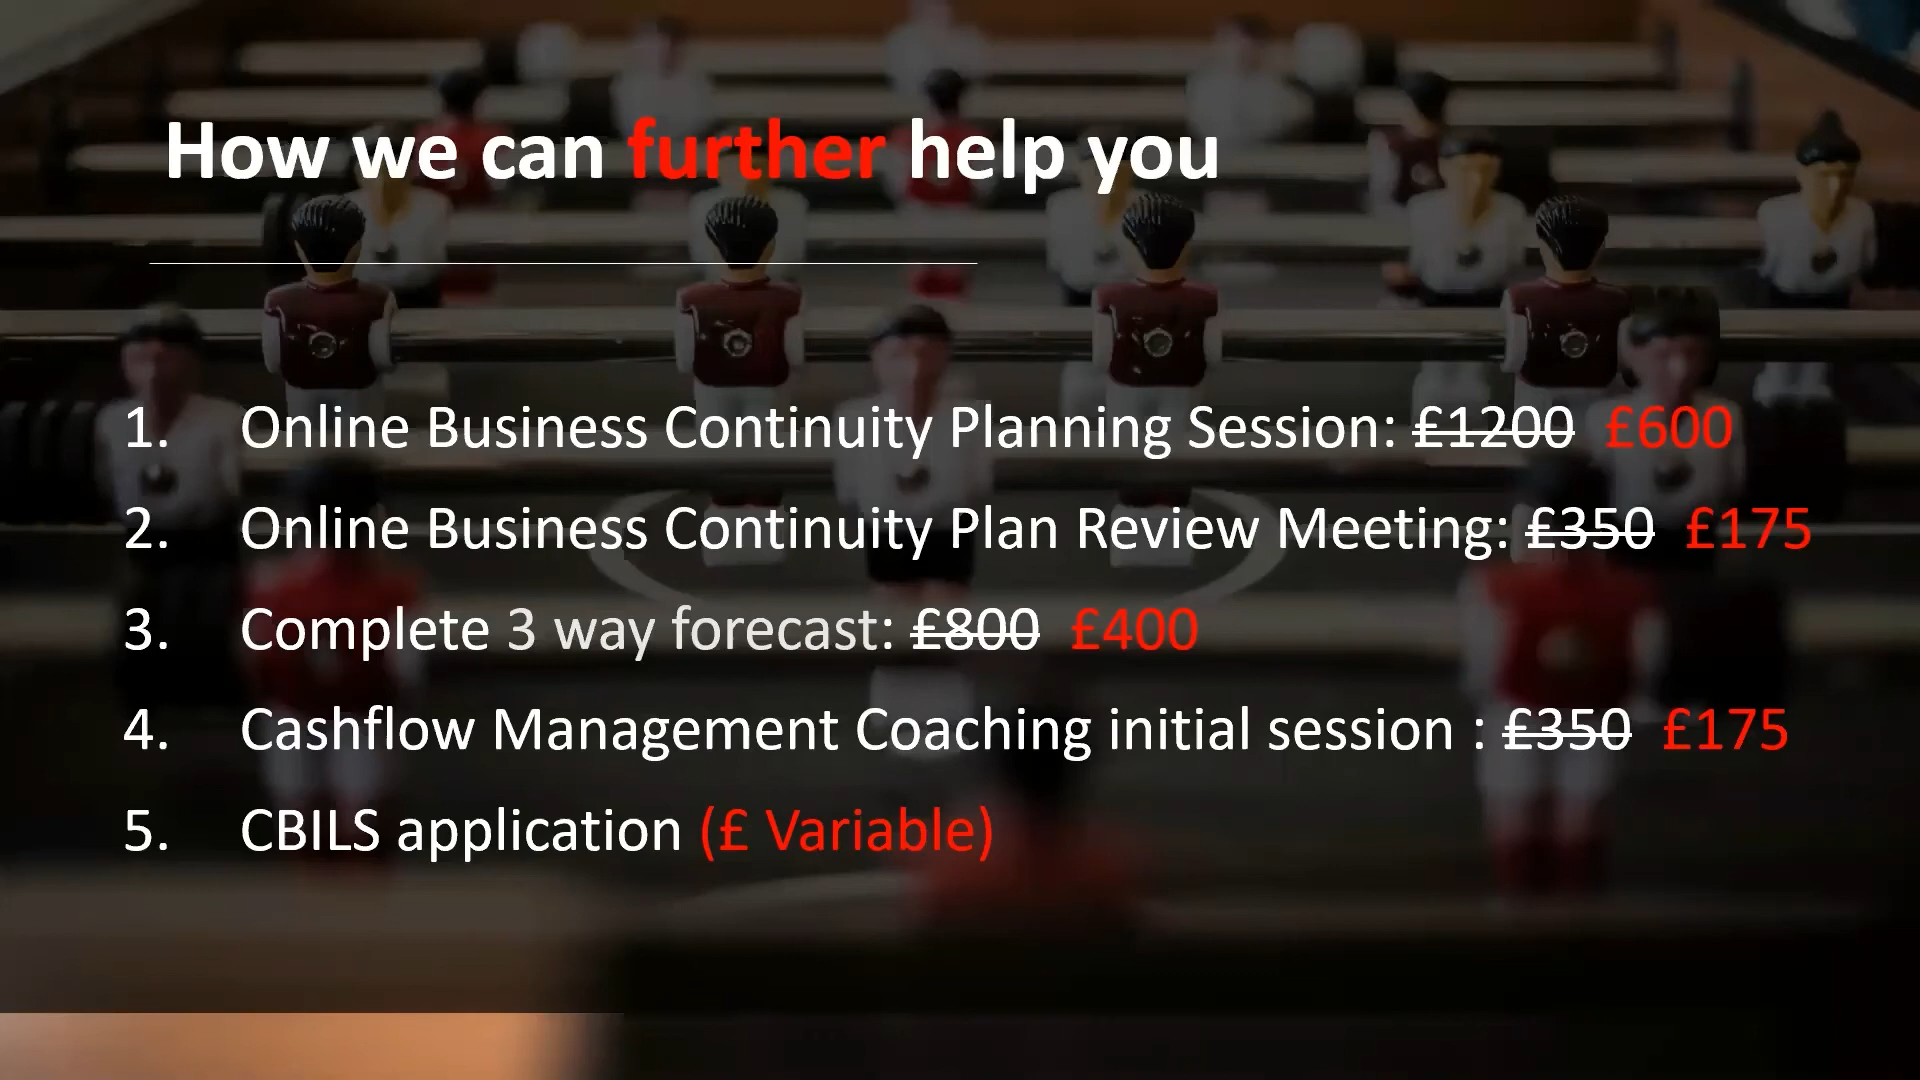 How we can further help you
1. Online Business Continuity Planning Session: £1200 £600
2. Online Business Continuity Plan Review Meeting: £350 £175
3. Complete 3 way forecast: £800 £400
4. Cashflow Management Coaching initial session : £350 £175
5. CBILS application (£ Variable)